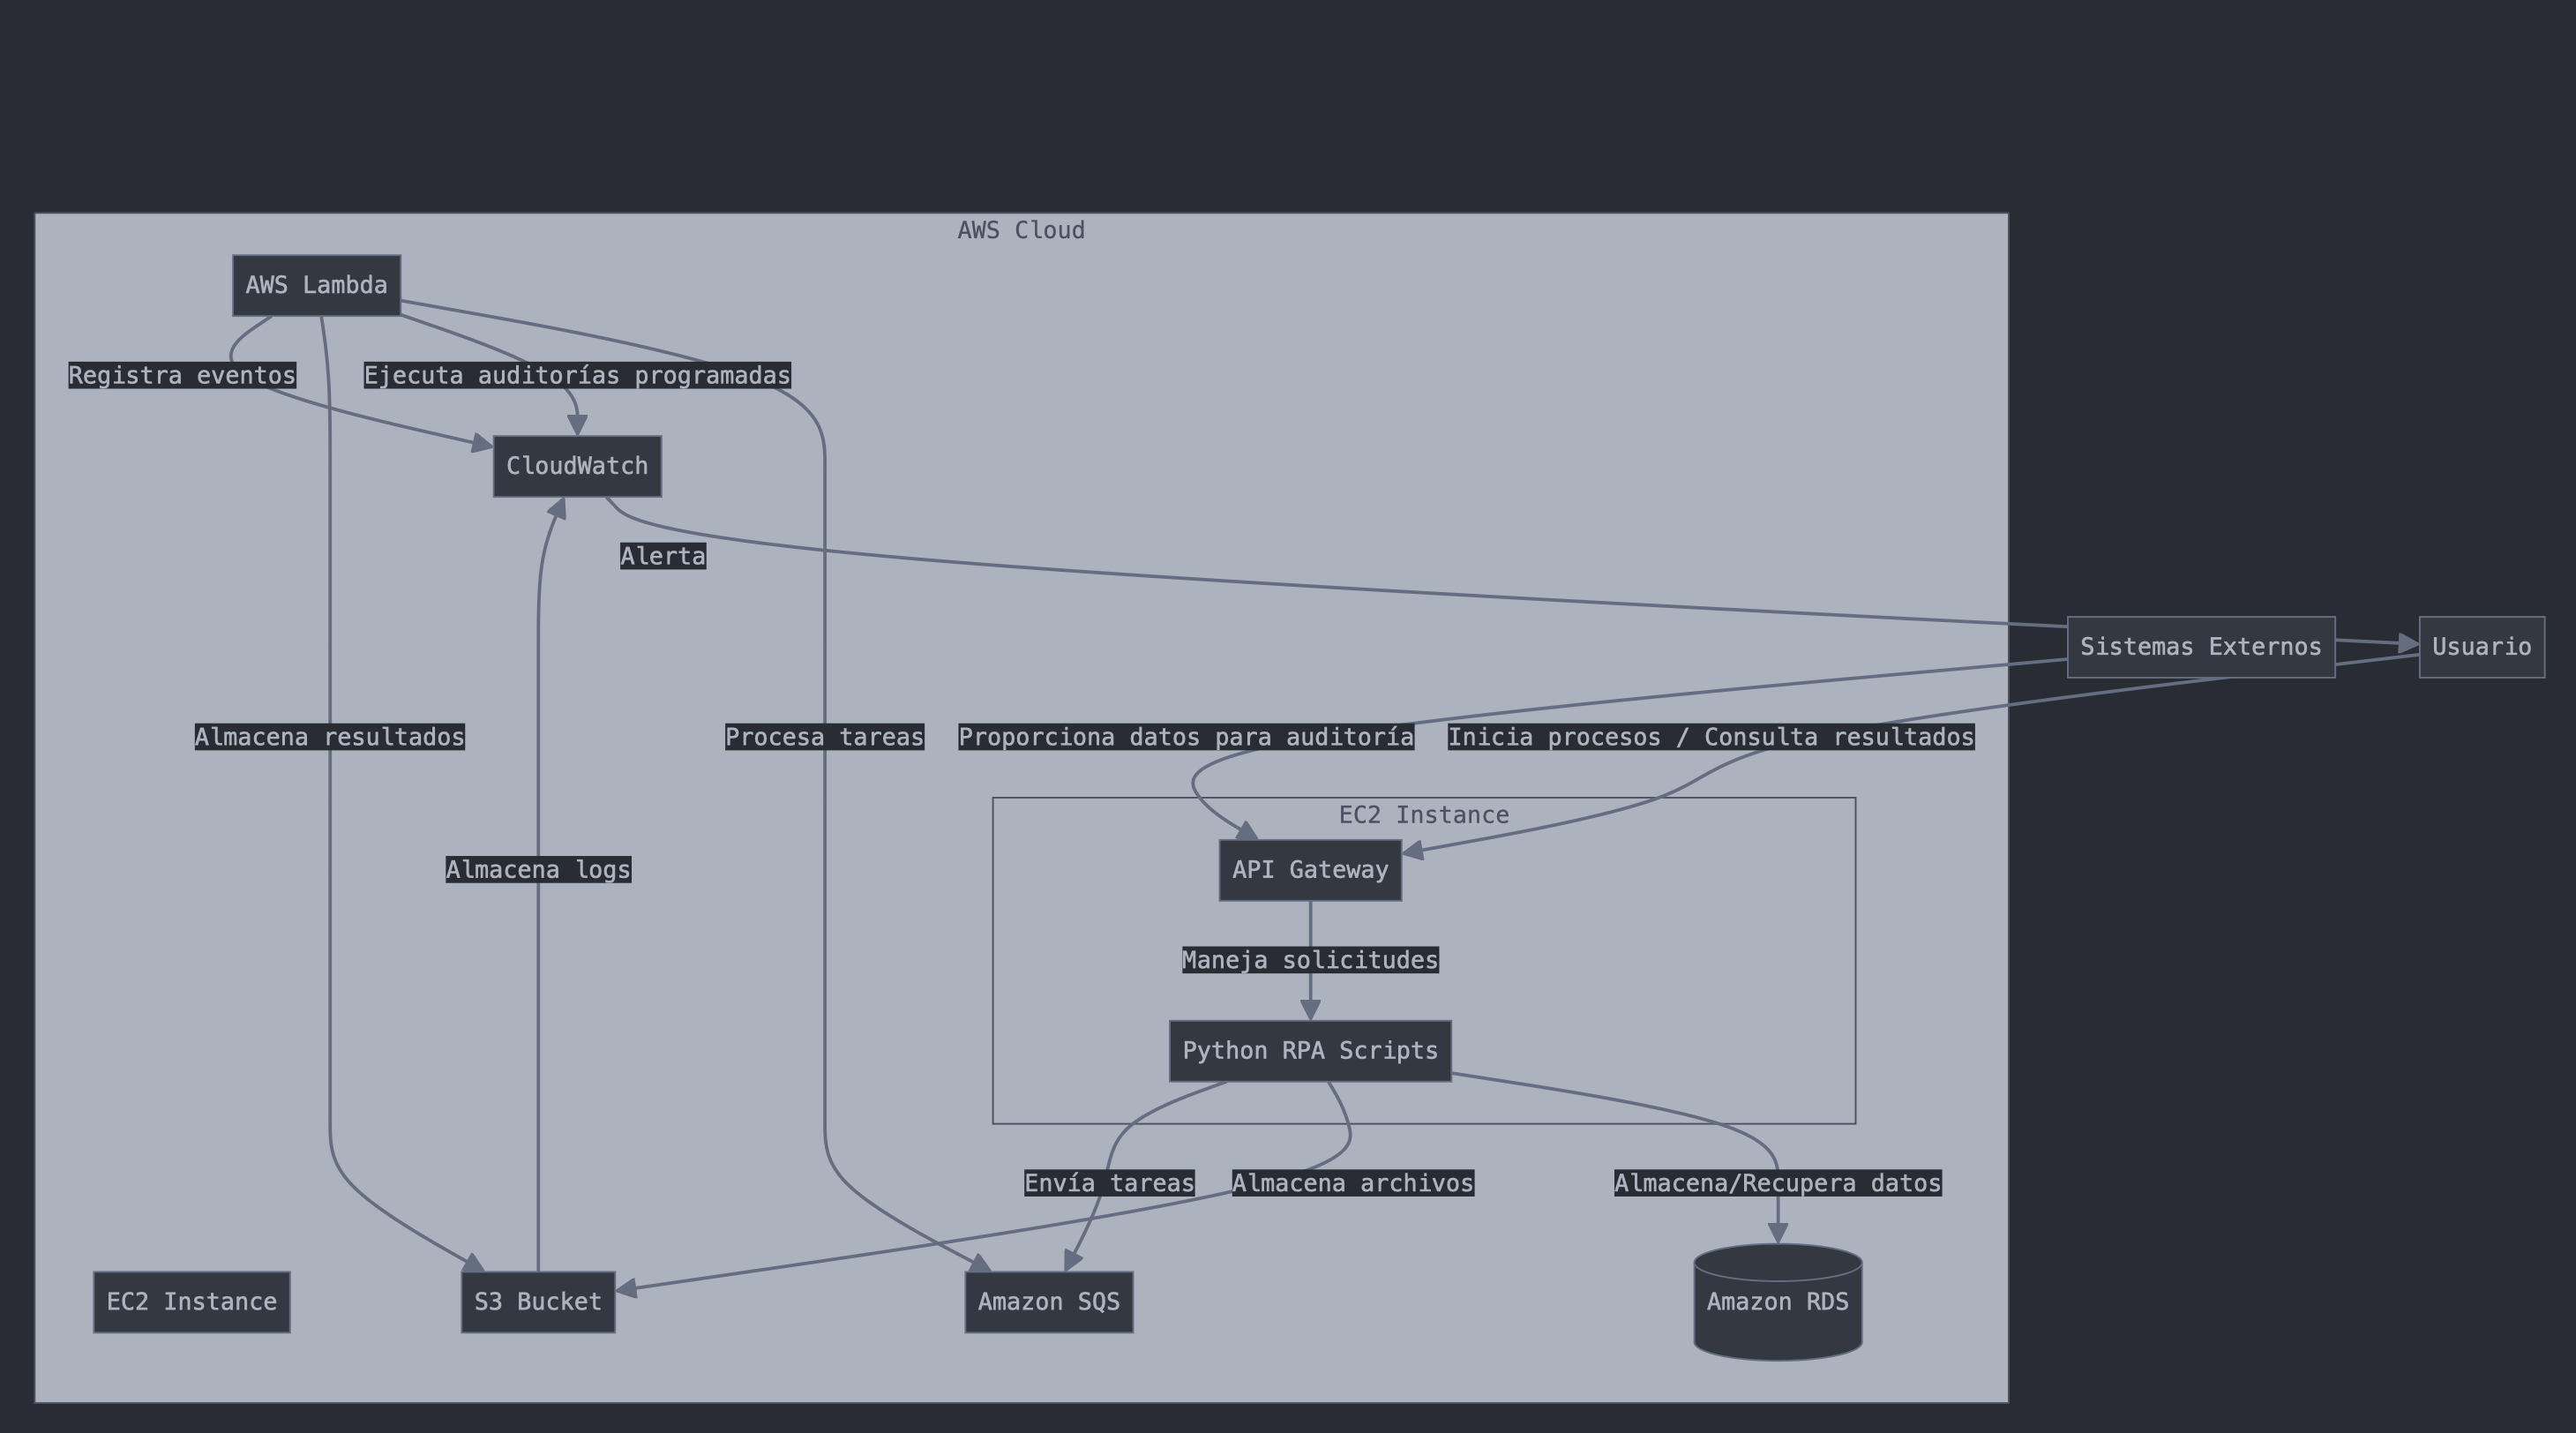 AWS Cloud
AWS Lambda
Registra eventos
Ejecuta auditorías programadas
CloudWatch
Alerta
Sistemas Externos
Usuario
Almacena resultados
Procesa tareas
Proporciona datos para auditoría
Inicia procesos / Consulta resultados
EC2 Instance
Almacena logs
API Gateway
Maneja solicitudes
Python RPA Scripts
Envía tareas
Almacena archivos
Almacena/Recupera datos
EC2 Instance
S3 Bucket
Amazon SQS
Amazon RDS